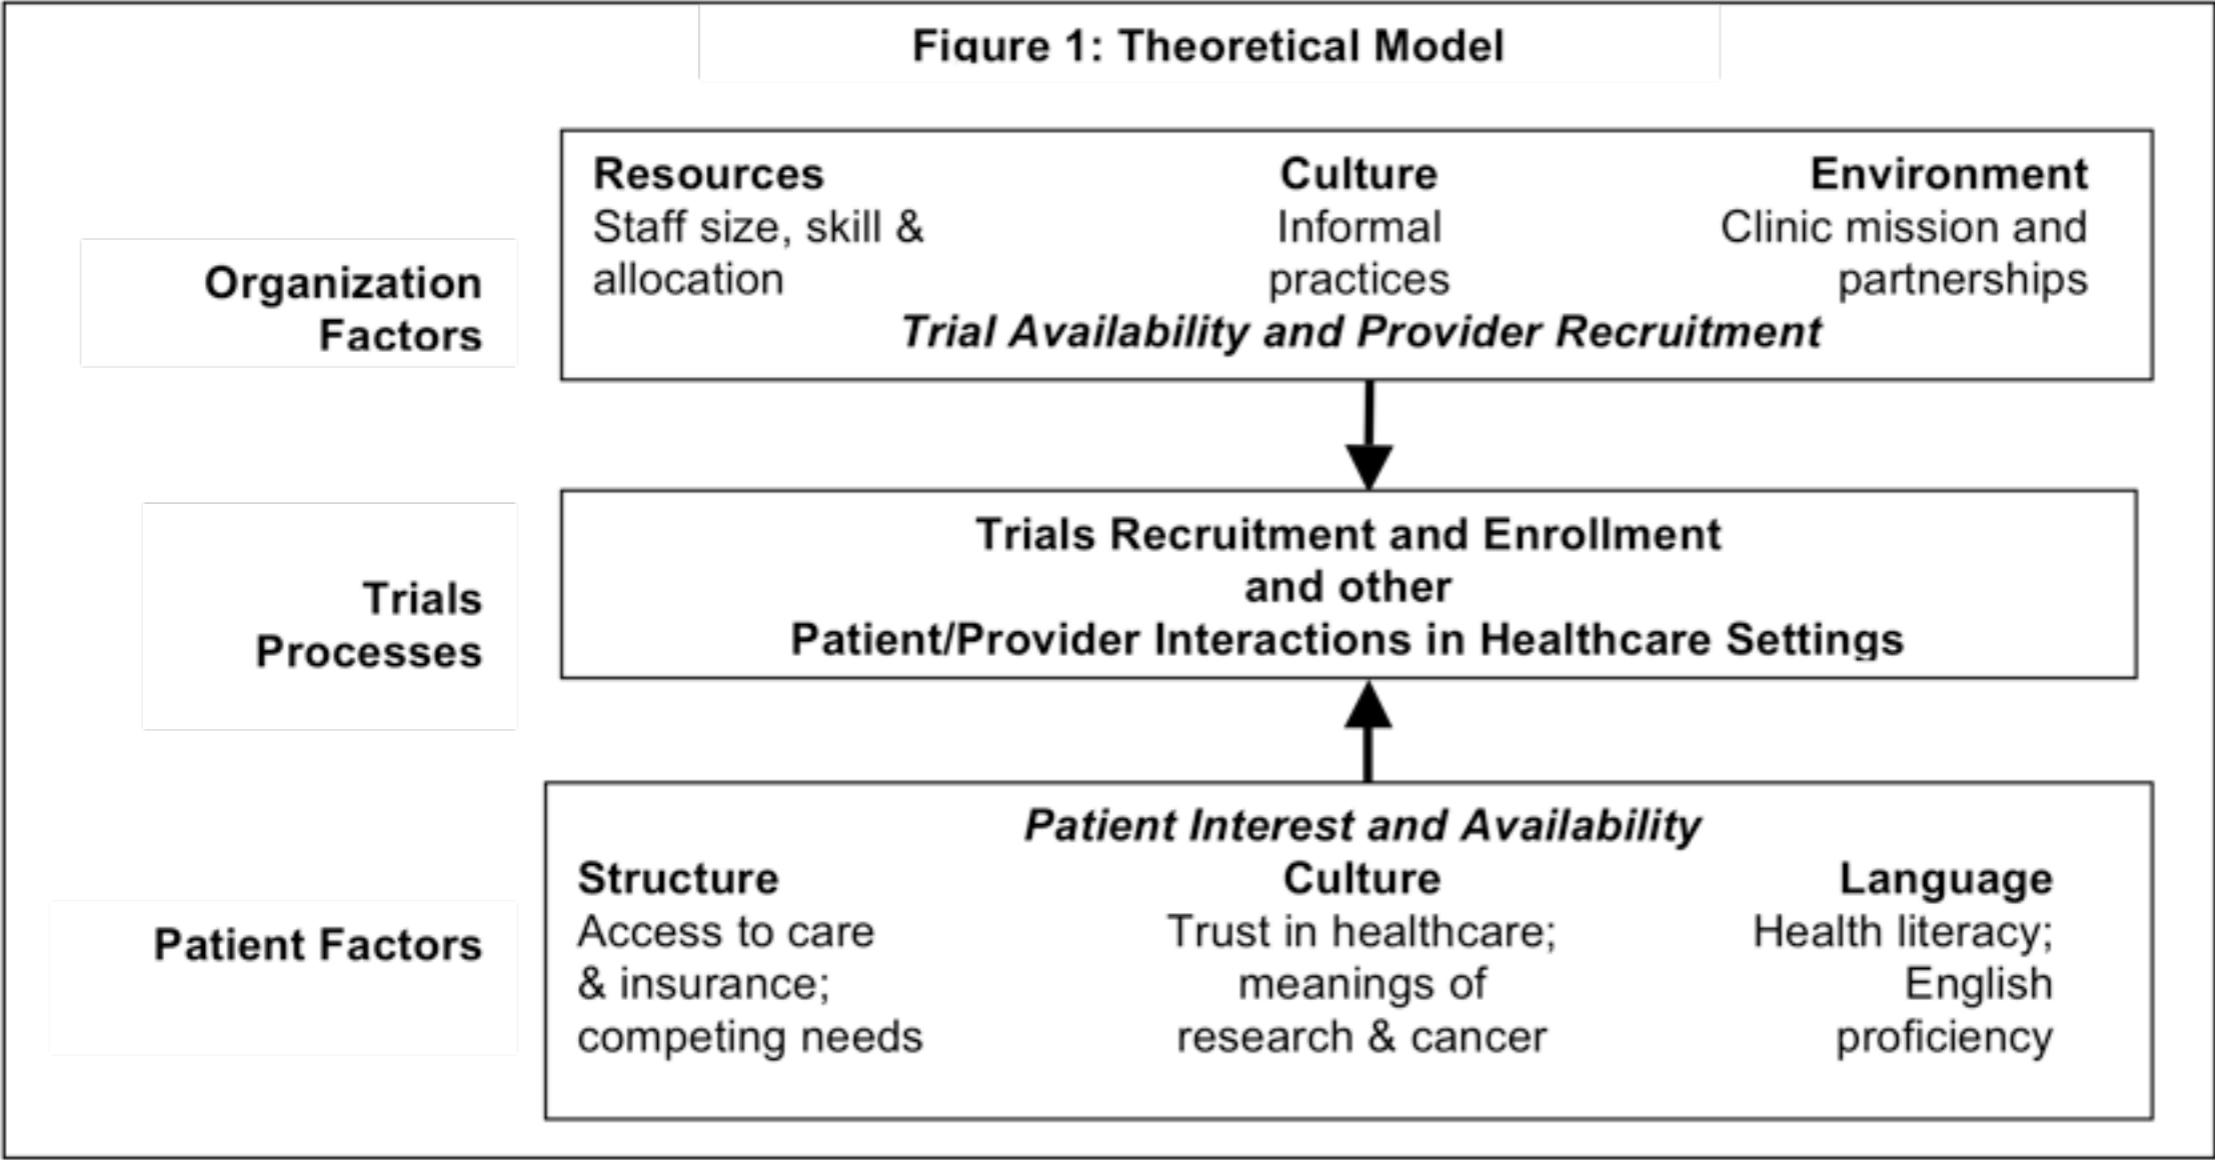 Figure 1: Theoretical Model
Organization
Factors
Resources
Staff size, skill &
allocation
Culture
Informal
practices
Environment
Clinic mission and
partnerships
Trial Availability and Provider Recruitment
Trials
Processes
Trials Recruitment and Enrollment
and other
Patient/Provider Interactions in Healthcare Settings
Patient Factors
Patient Interest and Availability
Structure
Access to care
& insurance;
competing needs
Culture
Trust in healthcare;
meanings of
research & cancer
Language
Health literacy;
English
proficiency